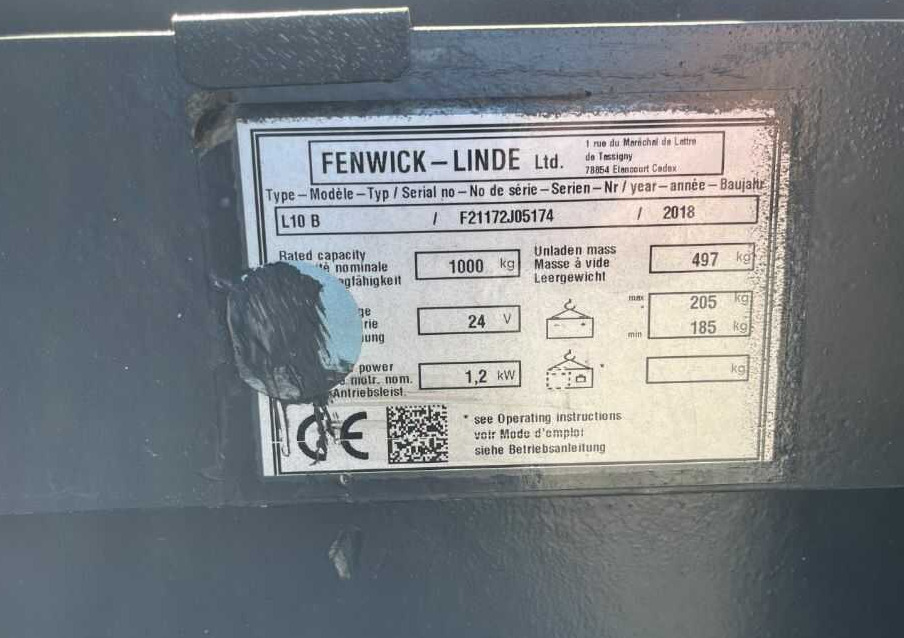 FENWICK – LINDE Ltd.
1 rue du Maréchal de Lattre
de Tassigny
78854 Elancourt Cedex
Type – Modèle – Typ / Serial no – No de série – Serien – Nr / year – année – Baujahr
L10 B / F21172J05174 / 2018
Rated capacity
nominale
1000 kg
Unladen mass
Masse à vide
Leergewicht
497 kg
24 V
max
205 kg
min
185 kg
power
motr. nom.
Antriebsleist.
1,2 kW
*
kg
CE
* see Operating instructions
voir Mode d'emploi
siehe Betriebsanleitung